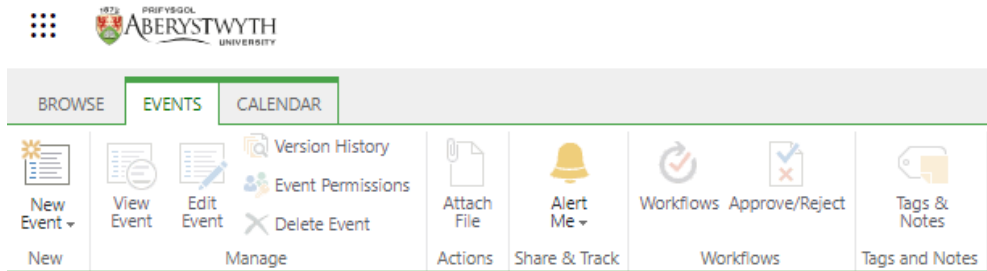 1872 PRIFYSGOL
ABERYSTWYTH
UNIVERSITY
BROWSE EVENTS CALENDAR
New Event
View Event
Edit Event
Version History
Event Permissions
Delete Event
Attach File
Alert Me
Workflows
Approve/Reject
Tags & Notes
New
Manage
Actions
Share & Track
Workflows
Tags and Notes